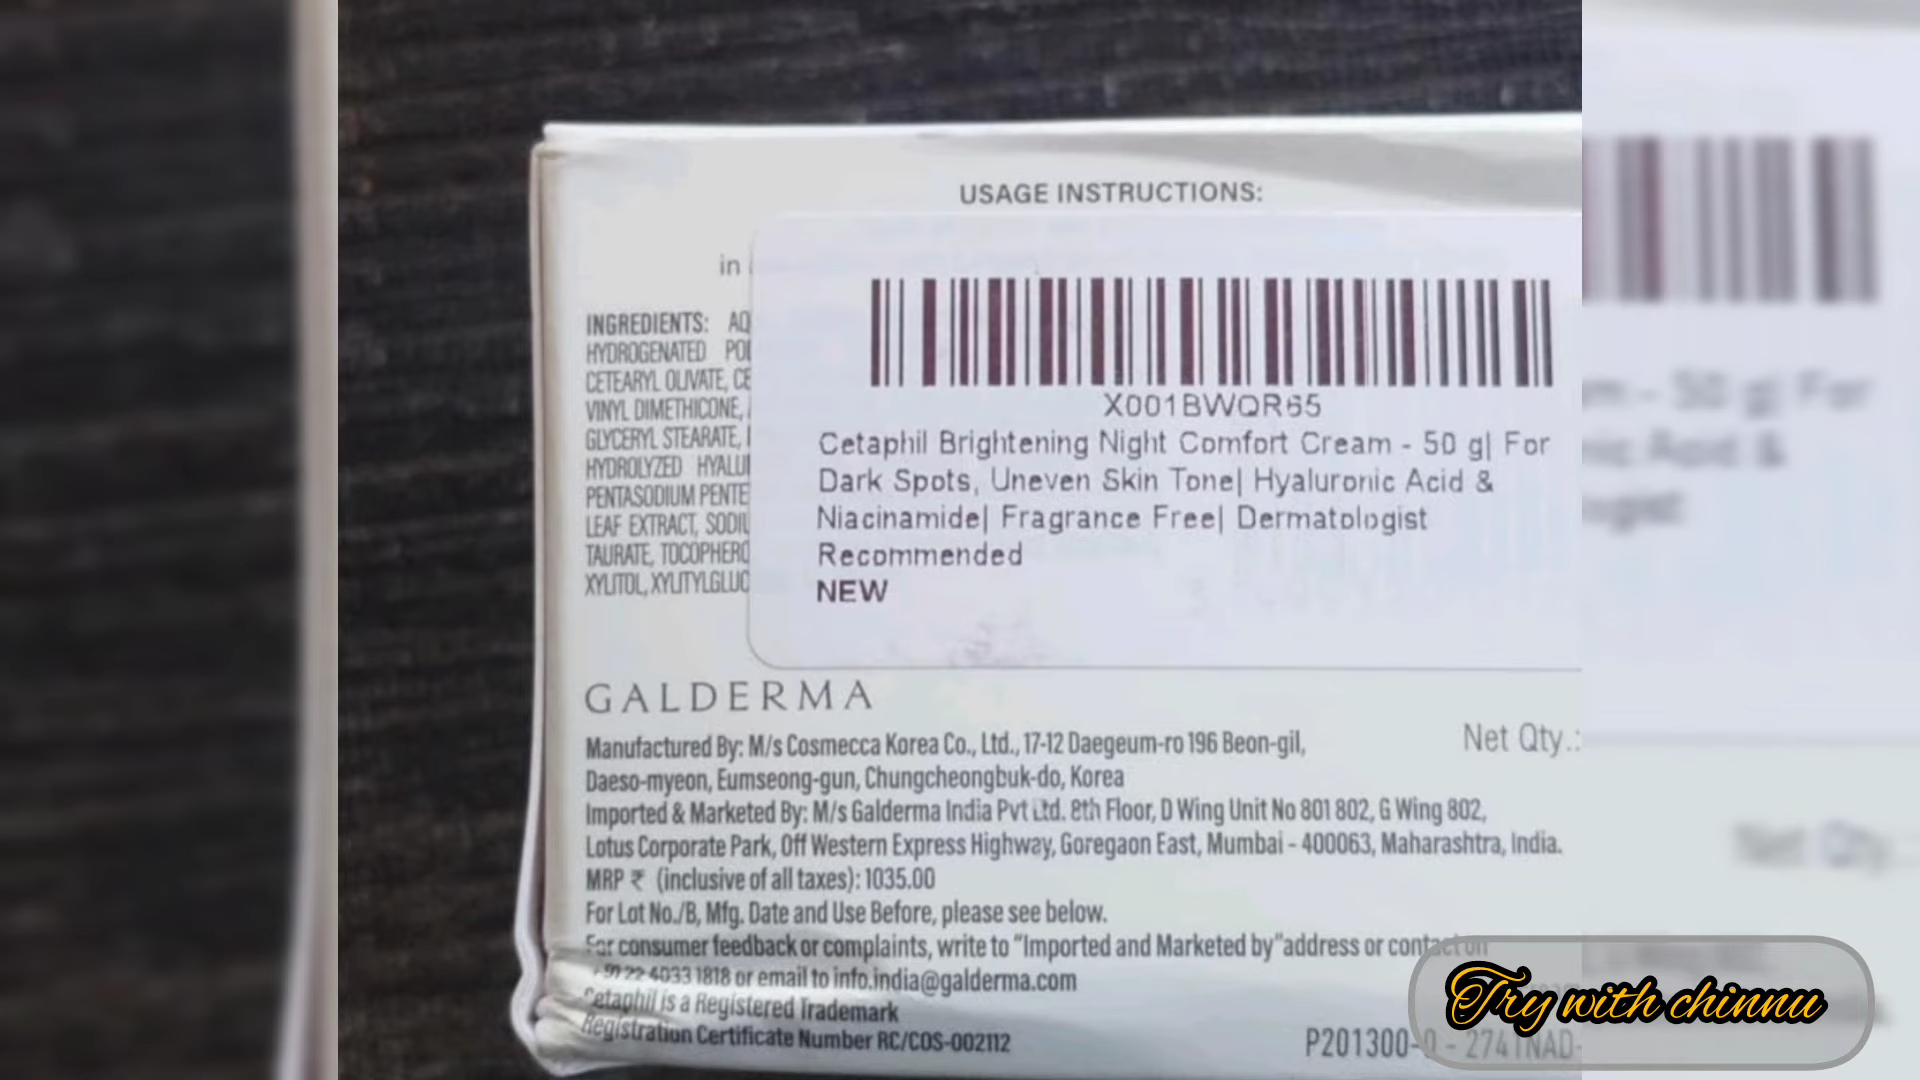 USAGE INSTRUCTIONS:
in
INGREDIENTS: AQ
HYDROGENATED POL
CETEARYL OLIVATE, CE
VINYL DIMETHICONE,
GLYCERYL STEARATE,
HYDROLYZED HYALU
PENTASODIUM PENTE
LEAF EXTRACT, SODIU
TAURATE, TOCOPHERO
XYLITOL, XYLITYLGLUC
X001BWQR65
Cetaphil Brightening Night Comfort Cream - 50 g| For
Dark Spots, Uneven Skin Tone| Hyaluronic Acid &
Niacinamide| Fragrance Free| Dermatologist
Recommended
NEW
GALDERMA
Manufactured By: M/s Cosmecca Korea Co., Ltd., 17-12 Daegeum-ro 196 Beon-gil,
Daeso-myeon, Eumseong-gun, Chungcheongbuk-do, Korea
Imported & Marketed By: M/s Galderma India Pvt Ltd. 8th Floor, D Wing Unit No 801 802, G Wing 802,
Lotus Corporate Park, Off Western Express Highway, Goregaon East, Mumbai - 400063, Maharashtra, India.
MRP ₹ (inclusive of all taxes): 1035.00
For Lot No./B, Mfg. Date and Use Before, please see below.
For consumer feedback or complaints, write to "Imported and Marketed by"address or contact on
22 4033 1818 or email to info.india@galderma.com
Cetaphil is a Registered Trademark
Registration Certificate Number RC/COS-002112
Net Qty.:
P201300-0 - 2741NAD-
Try with chinnu